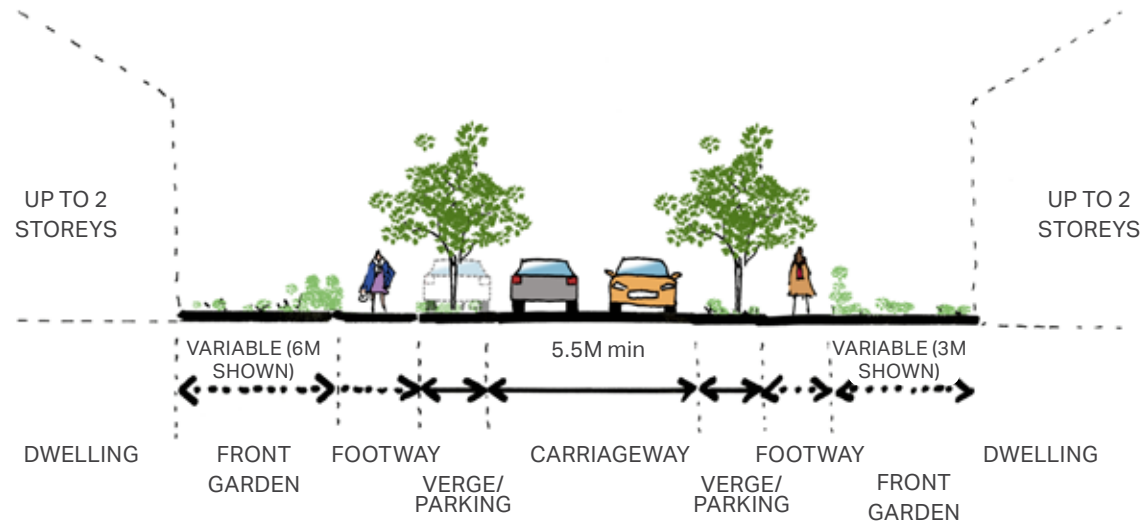 UP TO 2
STOREYS
UP TO 2
STOREYS
VARIABLE (6M
SHOWN)
5.5M min
VARIABLE (3M
SHOWN)
DWELLING
FRONT
GARDEN
FOOTWAY
VERGE/
PARKING
CARRIAGEWAY
VERGE/
PARKING
FOOTWAY
FRONT
GARDEN
DWELLING